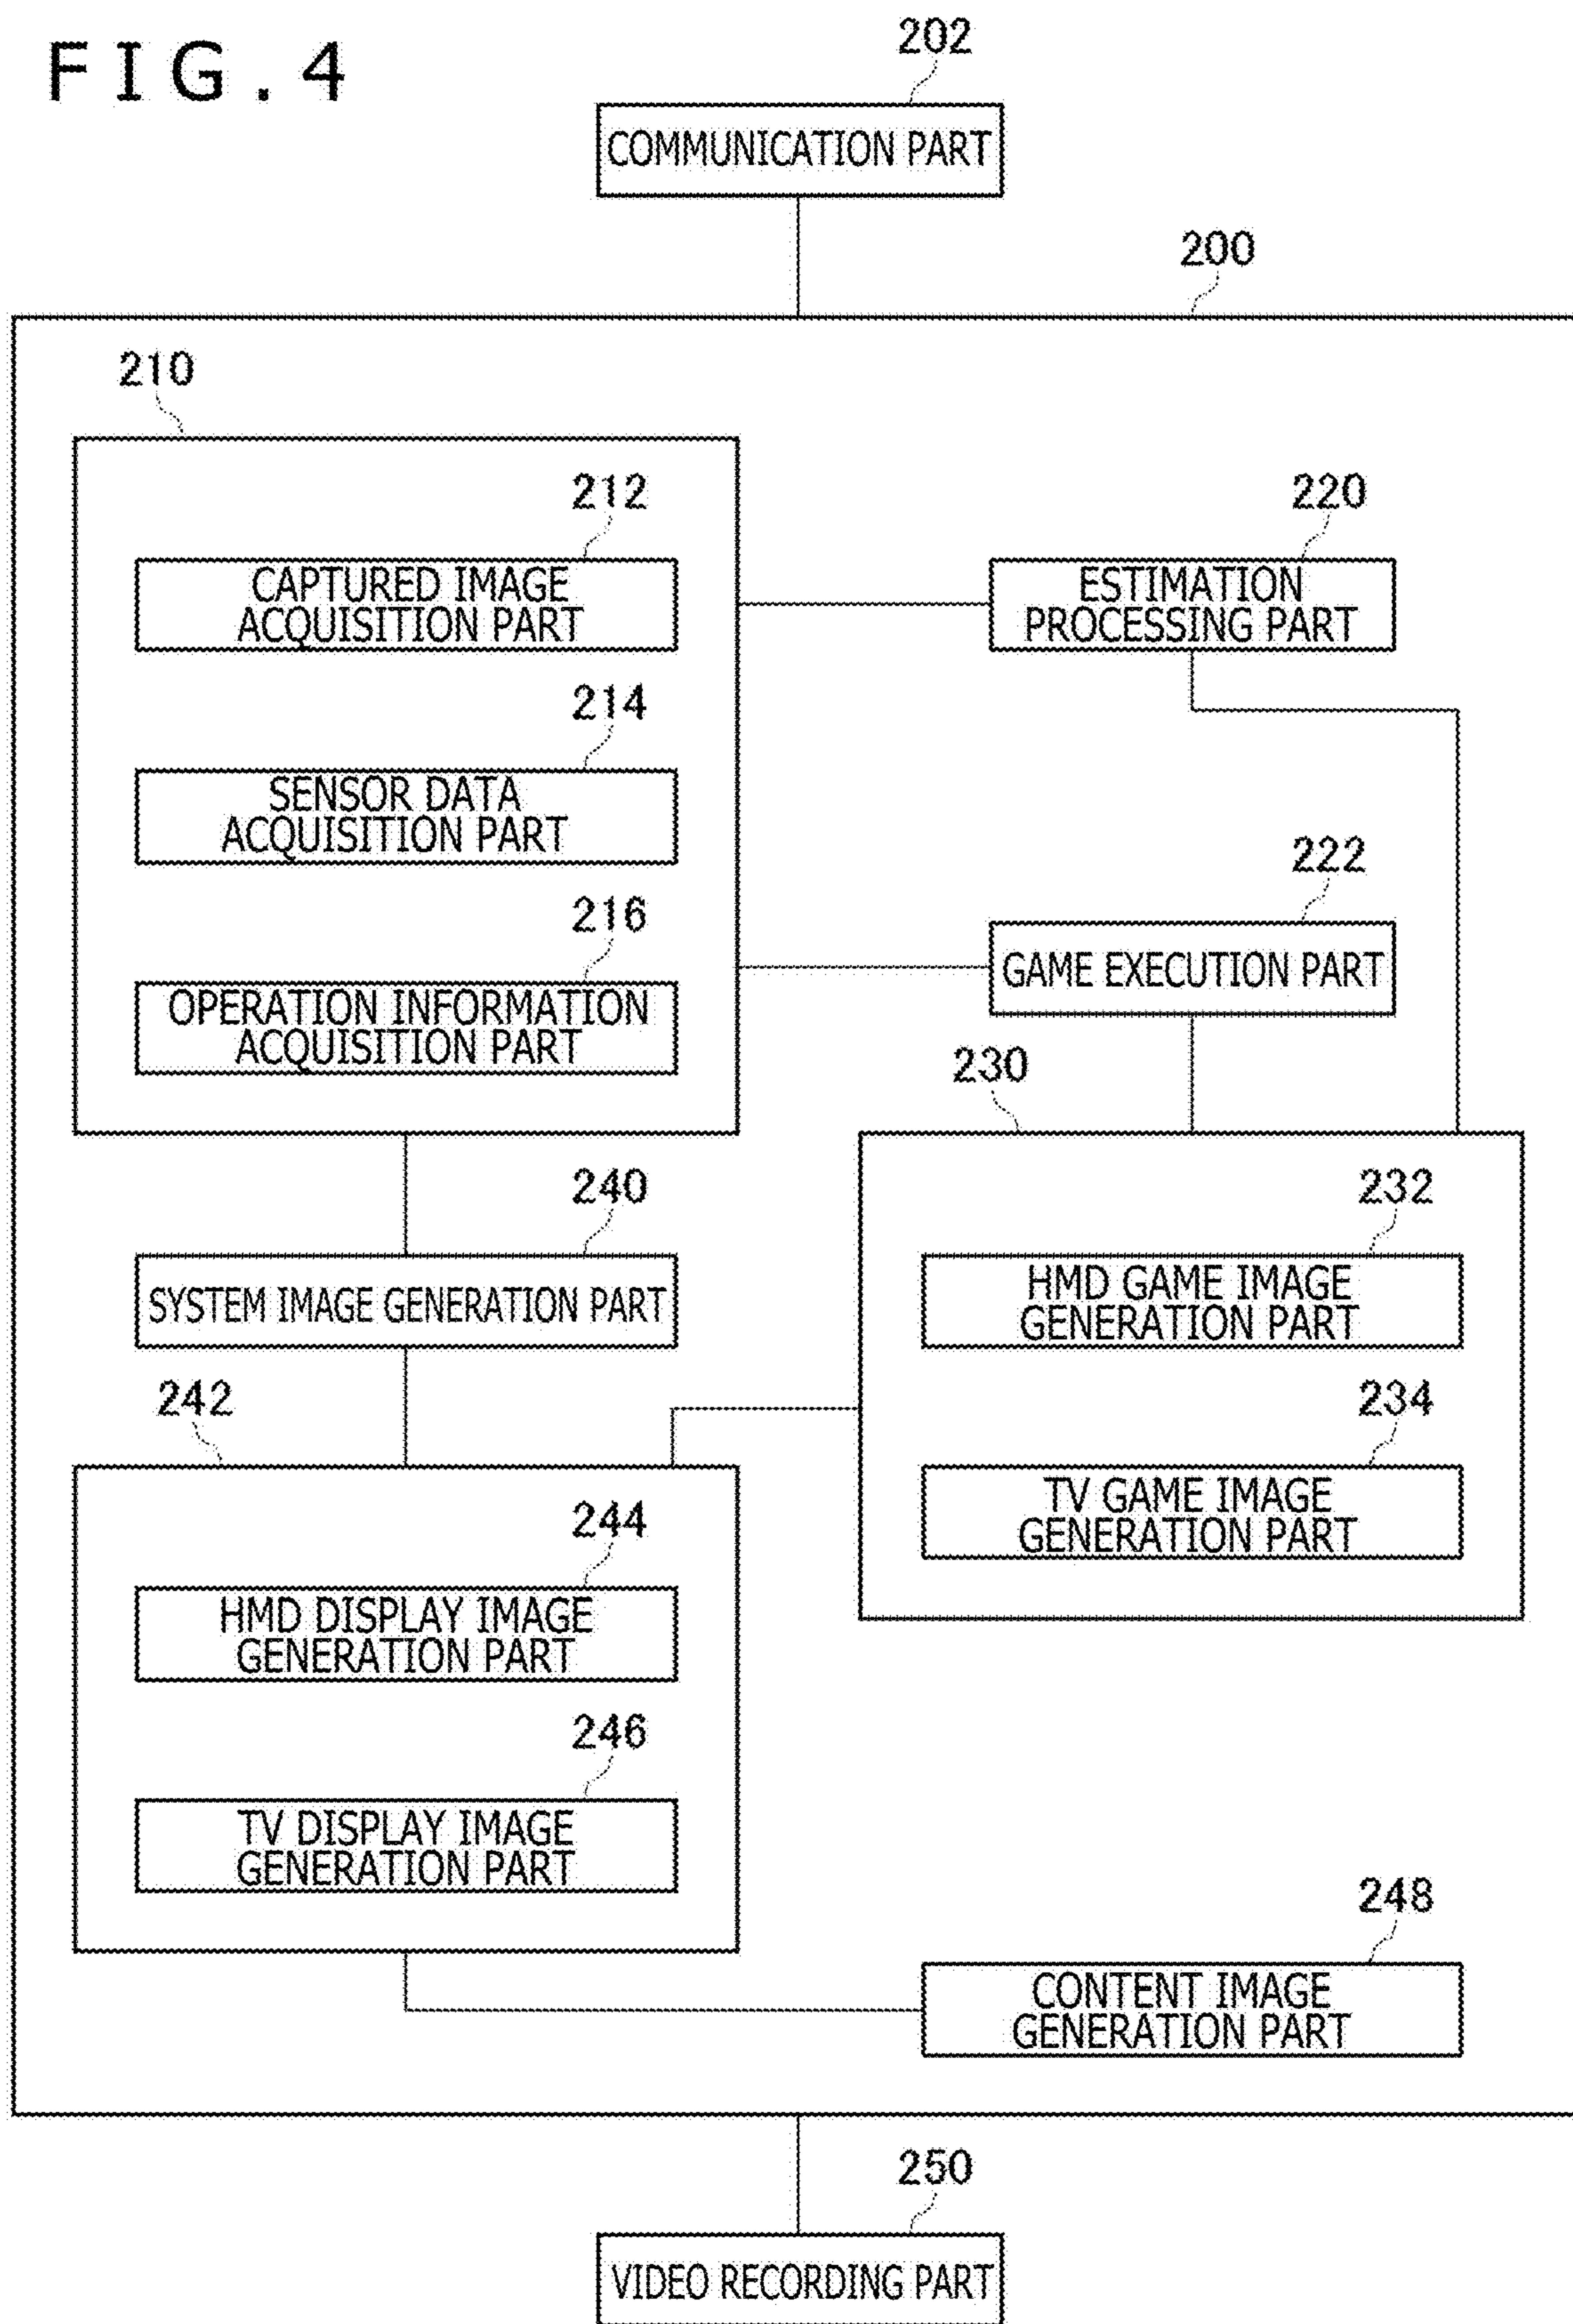 FIG.4
202
COMMUNICATION PART
200
210
212
CAPTURED IMAGE
ACQUISITION PART
220
ESTIMATION
PROCESSING PART
214
SENSOR DATA
ACQUISITION PART
222
GAME EXECUTION PART
216
OPERATION INFORMATION
ACQUISITION PART
230
240
SYSTEM IMAGE GENERATION PART
232
HMD GAME IMAGE
GENERATION PART
242
234
TV GAME IMAGE
GENERATION PART
244
HMD DISPLAY IMAGE
GENERATION PART
246
TV DISPLAY IMAGE
GENERATION PART
248
CONTENT IMAGE
GENERATION PART
250
VIDEO RECORDING PART